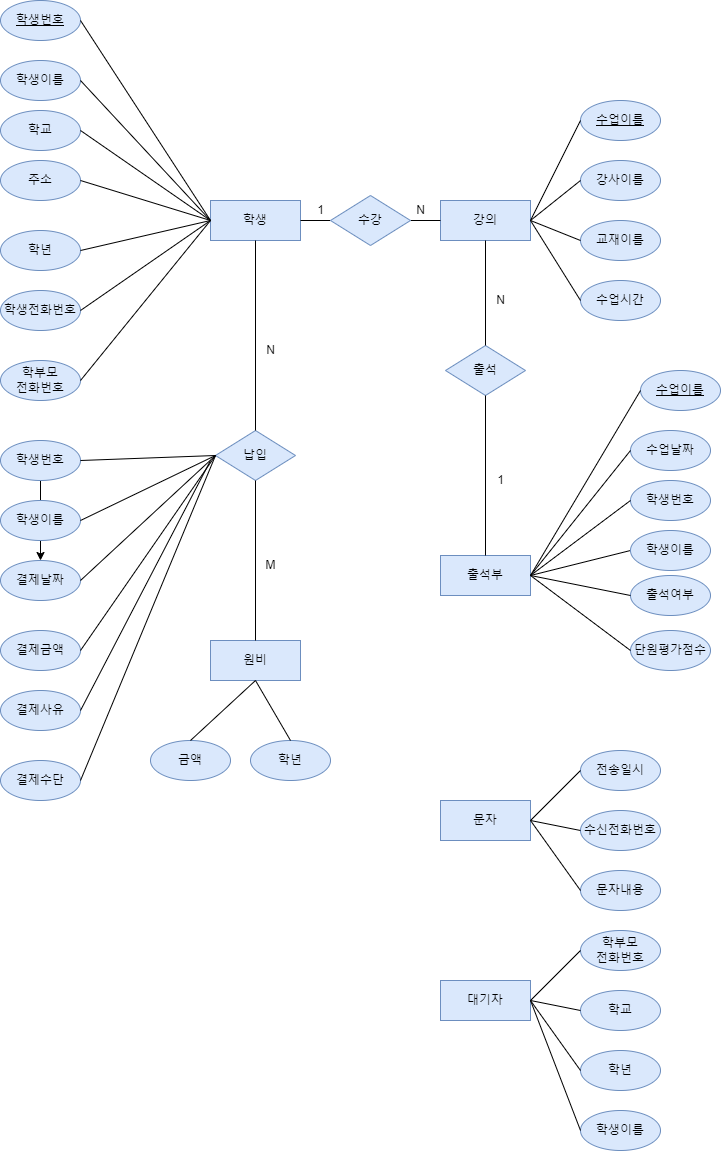 학생번호
학생이름
학교
주소
학년
학생전화번호
학부모
전화번호
학생
1
수강
N
강의
수업이름
강사이름
교재이름
수업시간
N
출석
1
출석부
수업이름
수업날짜
학생번호
학생이름
출석여부
단원평가점수
N
납입
M
학생번호
학생이름
결제날짜
결제금액
결제사유
결제수단
원비
금액
학년
문자
전송일시
수신전화번호
문자내용
대기자
학부모
전화번호
학교
학년
학생이름